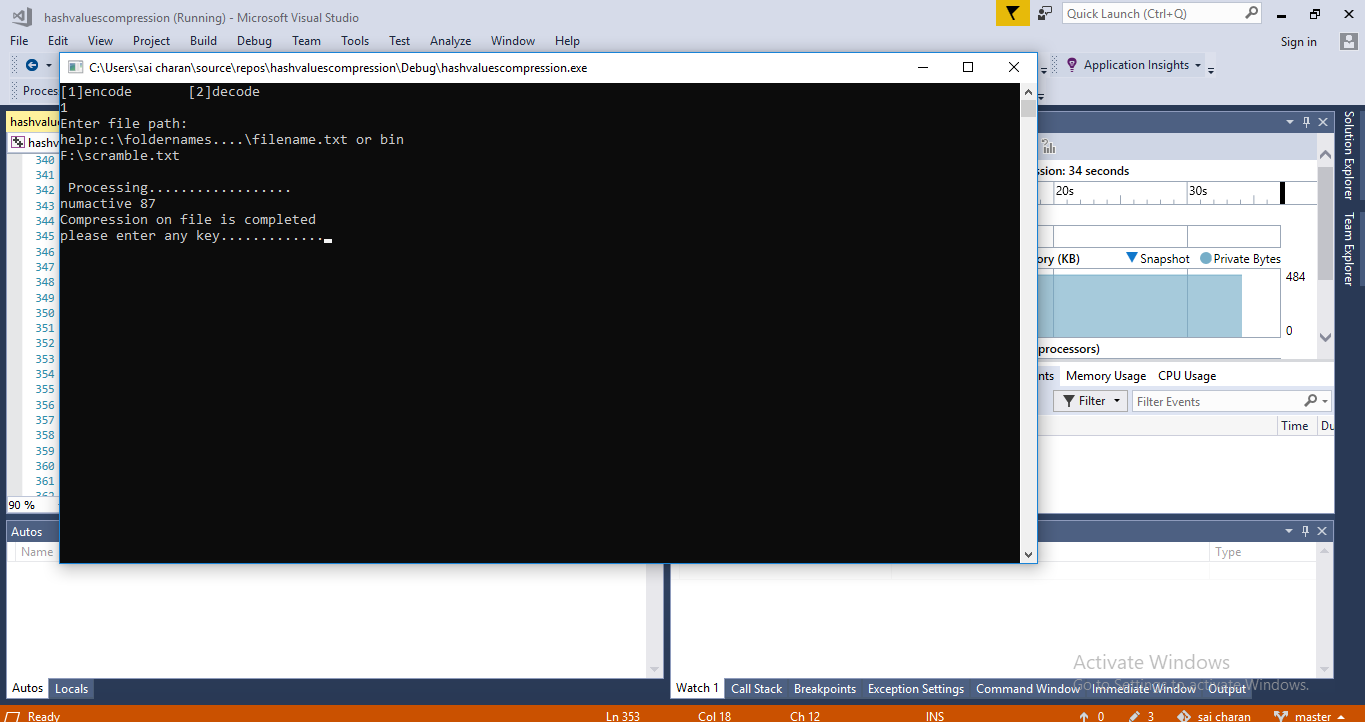 hashvaluescompression (Running) - Microsoft Visual Studio
Quick Launch (Ctrl+Q)
File Edit View Project Build Debug Team Tools Test Analyze Window Help
Sign in
C:\Users\sai charan\source\repos\hashvaluescompression\Debug\hashvaluescompression.exe
Application Insights
Proces
[1]encode [2]decode
1
Enter file path:
help:c:\foldernames....\filename.txt or bin
F:\scramble.txt
Processing..................
numactive 87
Compression on file is completed
please enter any key.............
hashvalu
hashv
340
341
342
343
344
345
346
347
348
349
350
351
352
353
354
355
356
357
358
359
360
361
362
90 %
ssion: 34 seconds
20s 30s
ory (KB) Snapshot Private Bytes
484
0
processors)
nts Memory Usage CPU Usage
Filter Filter Events
Time Du
Solution Explorer
Team Explorer
Autos
Name
Type
Autos Locals
Watch 1 Call Stack Breakpoints Exception Settings Command Window Immediate Window Output
Activate Windows
Go to Settings to activate Windows.
Ready Ln 353 Col 18 Ch 12 INS 0 3 sai charan master